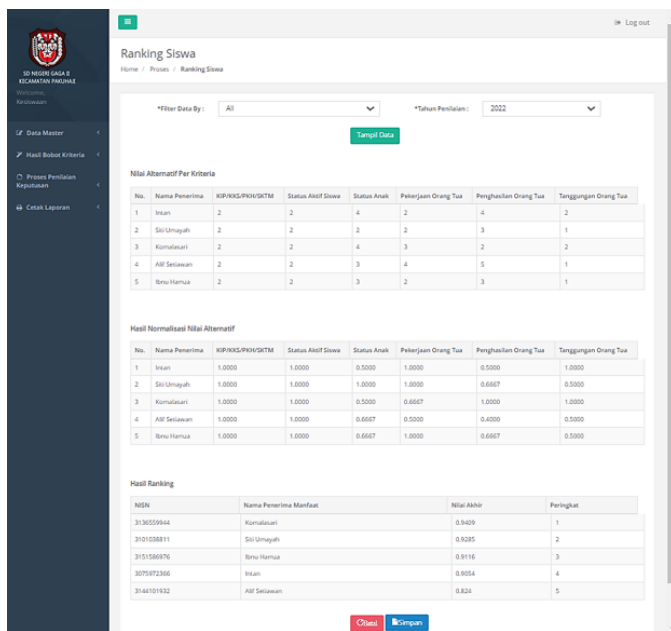 Log out
SD NEGERI GAGA II
KECAMATAN PAKUHAJI
Welcome,
Kesiswaan
Data Master
Hasil Bobot Kriteria
Proses Penilaian
Keputusan
Cetak Laporan
Ranking Siswa
Home / Proses / Ranking Siswa
*Filter Data By : All *Tahun Penilaian : 2022
Tampil Data
Nilai Alternatif Per Kriteria
No. Nama Penerima KIP/KKS/PKH/SKTM Status Aktif Siswa Status Anak Pekerjaan Orang Tua Penghasilan Orang Tua Tanggungan Orang Tua
1 Intan 2 2 4 2 4 2
2 Siti Umayah 2 2 2 2 3 1
3 Komalasari 2 2 4 3 2 2
4 Alif Setiawan 2 2 3 4 5 1
5 Ibnu Hamua 2 2 3 2 3 1
Hasil Normalisasi Nilai Alternatif
No. Nama Penerima KIP/KKS/PKH/SKTM Status Aktif Siswa Status Anak Pekerjaan Orang Tua Penghasilan Orang Tua Tanggungan Orang Tua
1 Intan 1.0000 1.0000 0.5000 1.0000 0.5000 1.0000
2 Siti Umayah 1.0000 1.0000 1.0000 1.0000 0.6667 0.5000
3 Komalasari 1.0000 1.0000 0.5000 0.6667 1.0000 1.0000
4 Alif Setiawan 1.0000 1.0000 0.6667 0.5000 0.4000 0.5000
5 Ibnu Hamua 1.0000 1.0000 0.6667 1.0000 0.6667 0.5000
Hasil Ranking
NISN Nama Penerima Manfaat Nilai Akhir Peringkat
3136559944 Komalasari 0.9409 1
3101038811 Siti Umayah 0.9285 2
3151586976 Ibnu Hamua 0.9116 3
3075972366 Intan 0.9054 4
3144101932 Alif Setiawan 0.824 5
Batal Simpan